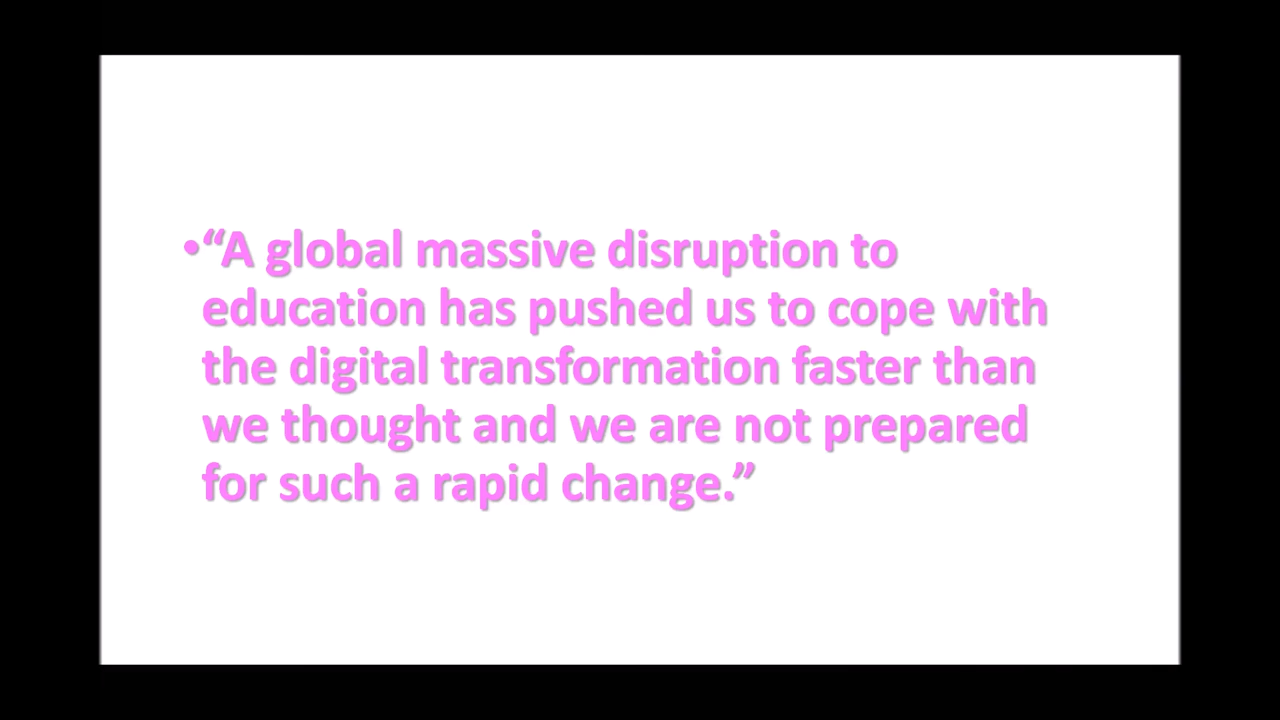 •“A global massive disruption to
education has pushed us to cope with
the digital transformation faster than
we thought and we are not prepared
for such a rapid change.”